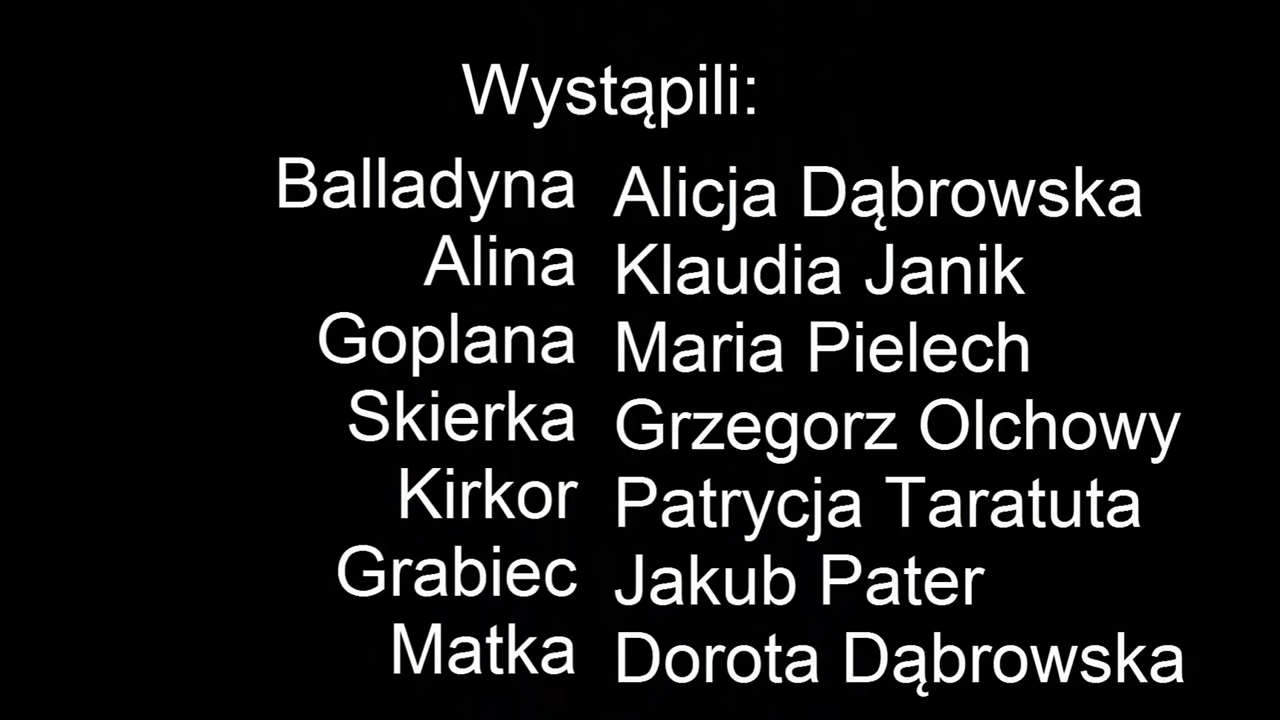 Wystąpili:
Balladyna Alicja Dąbrowska
Alina Klaudia Janik
Goplana Maria Pielech
Skierka Grzegorz Olchowy
Kirkor Patrycja Taratuta
Grabiec Jakub Pater
Matka Dorota Dąbrowska